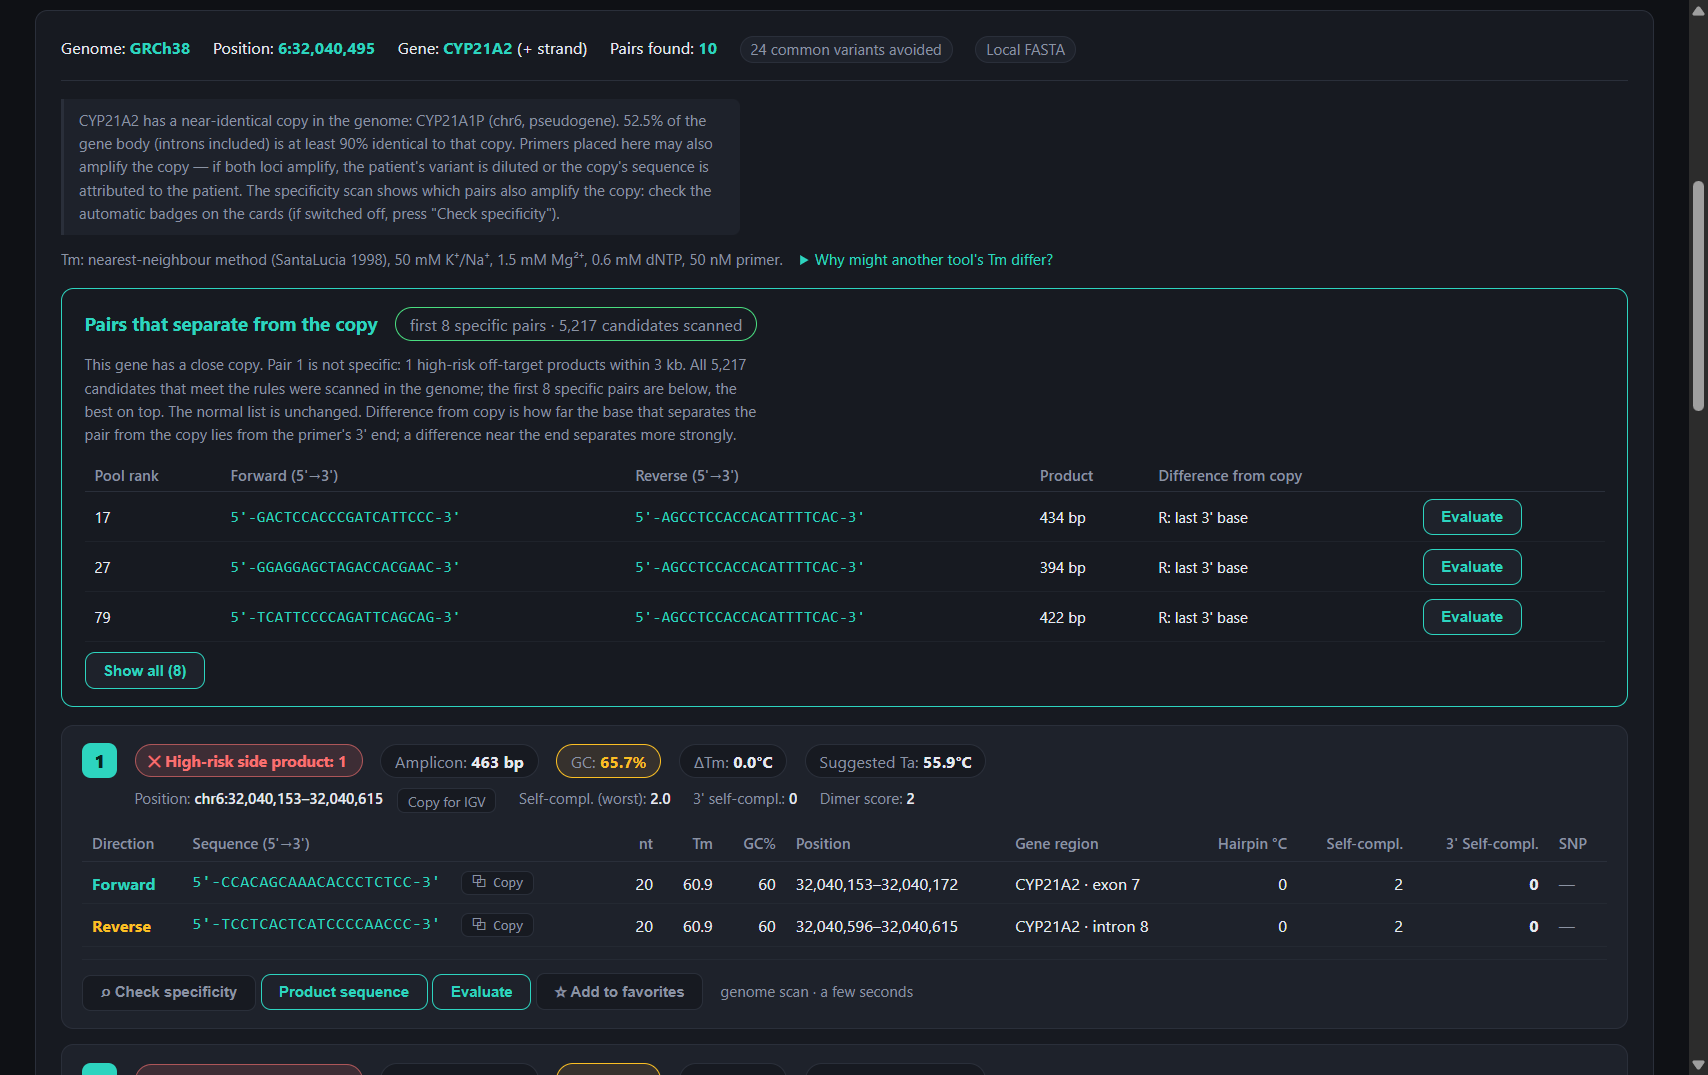 Genome: GRCh38 Position: 6:32,040,495 Gene: CYP21A2 (+ strand) Pairs found: 10 24 common variants avoided Local FASTA
CYP21A2 has a near-identical copy in the genome: CYP21A1P (chr6, pseudogene). 52.5% of the
gene body (introns included) is at least 90% identical to that copy. Primers placed here may also
amplify the copy — if both loci amplify, the patient's variant is diluted or the copy's sequence is
attributed to the patient. The specificity scan shows which pairs also amplify the copy: check the
automatic badges on the cards (if switched off, press "Check specificity").
Tm: nearest-neighbour method (SantaLucia 1998), 50 mM K⁺/Na⁺, 1.5 mM Mg²⁺, 0.6 mM dNTP, 50 nM primer. ▶ Why might another tool's Tm differ?
Pairs that separate from the copy first 8 specific pairs · 5,217 candidates scanned
This gene has a close copy. Pair 1 is not specific: 1 high-risk off-target products within 3 kb. All 5,217
candidates that meet the rules were scanned in the genome; the first 8 specific pairs are below, the
best on top. The normal list is unchanged. Difference from copy is how far the base that separates the
pair from the copy lies from the primer's 3' end; a difference near the end separates more strongly.
Pool rank Forward (5'→3') Reverse (5'→3') Product Difference from copy
17 5'-GACTCCACCCGATCATTCCC-3' 5'-AGCCTCCACCACATTTTCAC-3' 434 bp R: last 3' base Evaluate
27 5'-GGAGGAGCTAGACCACGAAC-3' 5'-AGCCTCCACCACATTTTCAC-3' 394 bp R: last 3' base Evaluate
79 5'-TCATTCCCCAGATTCAGCAG-3' 5'-AGCCTCCACCACATTTTCAC-3' 422 bp R: last 3' base Evaluate
Show all (8)
1 ✕ High-risk side product: 1 Amplicon: 463 bp GC: 65.7% ΔTm: 0.0°C Suggested Ta: 55.9°C
Position: chr6:32,040,153–32,040,615 Copy for IGV Self-compl. (worst): 2.0 3' self-compl.: 0 Dimer score: 2
Direction Sequence (5'→3') nt Tm GC% Position Gene region Hairpin °C Self-compl. 3' Self-compl. SNP
Forward 5'-CCACAGCAAACACCCTCTCC-3' Copy 20 60.9 60 32,040,153–32,040,172 CYP21A2 · exon 7 0 2 0 —
Reverse 5'-TCCTCACTCATCCCCAACCC-3' Copy 20 60.9 60 32,040,596–32,040,615 CYP21A2 · intron 8 0 2 0 —
⌕ Check specificity Product sequence Evaluate ☆ Add to favorites genome scan · a few seconds